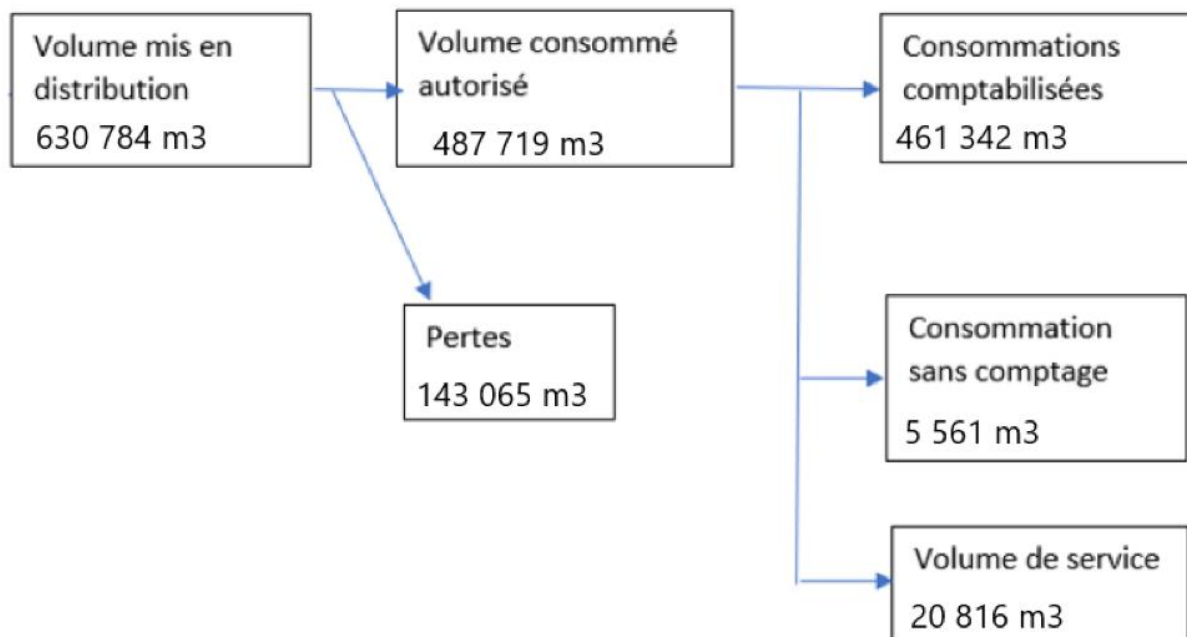 Volume mis en
distribution
630 784 m3
Volume consommé
autorisé
487 719 m3
Consommations
comptabilisées
461 342 m3
Pertes
143 065 m3
Consommation
sans comptage
5 561 m3
Volume de service
20 816 m3